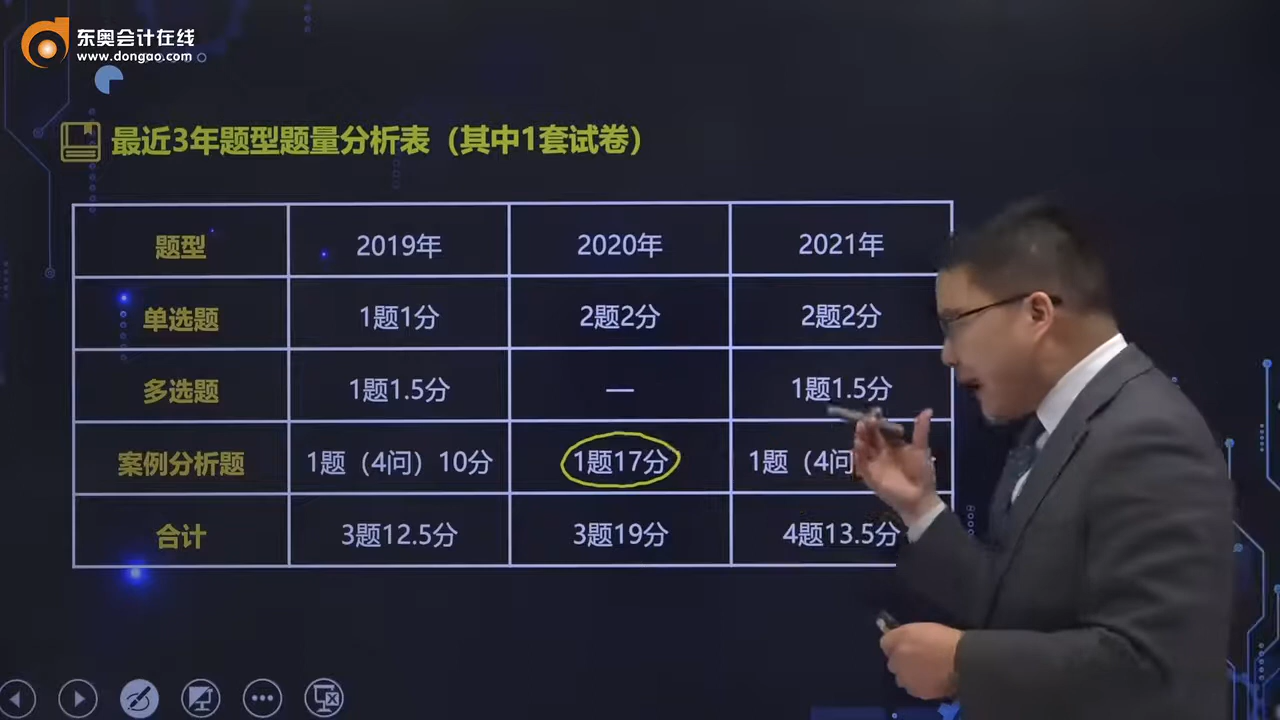 东奥会计在线
www.dongao.com
最近3年题型题量分析表（其中1套试卷）
题型 2019年 2020年 2021年
单选题 1题1分 2题2分 2题2分
多选题 1题1.5分 — 1题1.5分
案例分析题 1题（4问）10分 1题17分 1题（4问
合计 3题12.5分 3题19分 4题13.5分